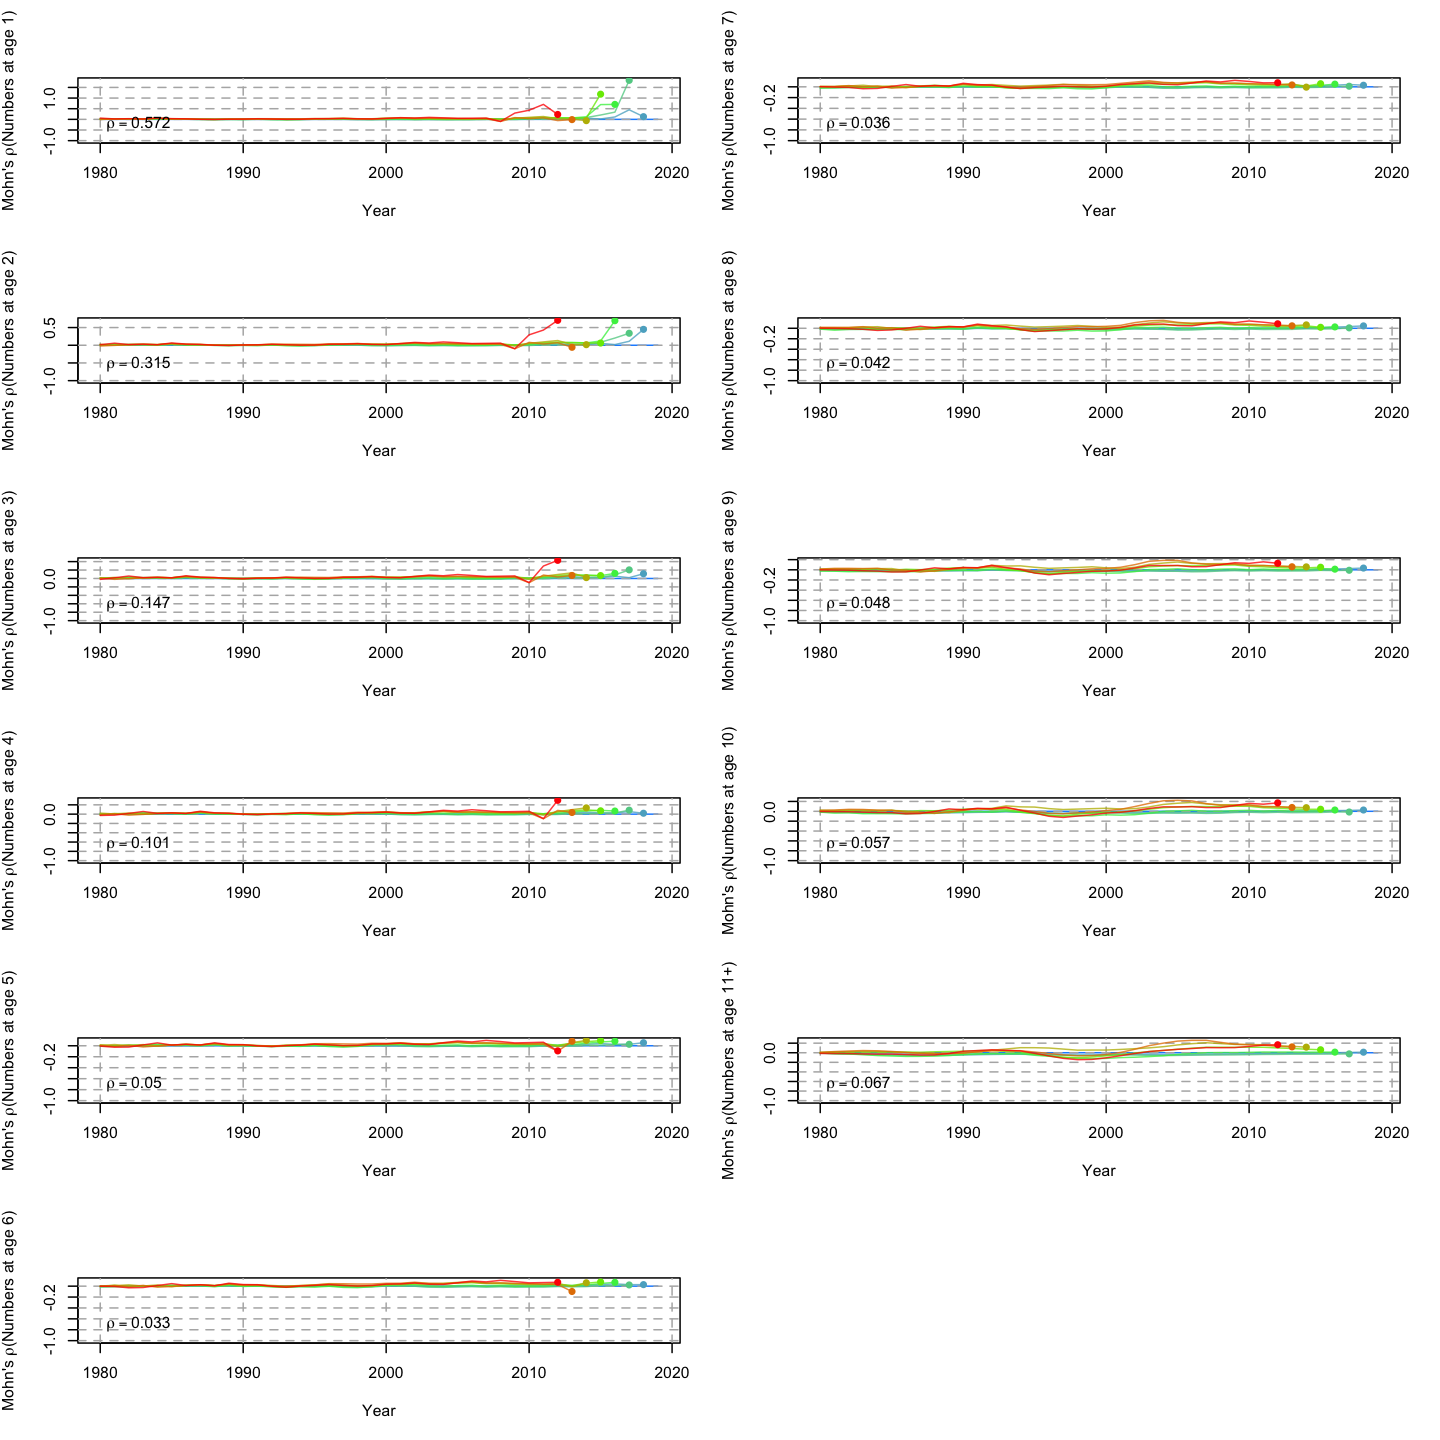 Mohn's ρ(Numbers at age 1)
1.0
-1.0
ρ = 0.572
1980 1990 2000 2010 2020
Year
Mohn's ρ(Numbers at age 2)
0.5
-1.0
ρ = 0.315
1980 1990 2000 2010 2020
Year
Mohn's ρ(Numbers at age 3)
0.0
-1.0
ρ = 0.147
1980 1990 2000 2010 2020
Year
Mohn's ρ(Numbers at age 4)
0.0
-1.0
ρ = 0.101
1980 1990 2000 2010 2020
Year
Mohn's ρ(Numbers at age 5)
-0.2
-1.0
ρ = 0.05
1980 1990 2000 2010 2020
Year
Mohn's ρ(Numbers at age 6)
-0.2
-1.0
ρ = 0.033
1980 1990 2000 2010 2020
Year
Mohn's ρ(Numbers at age 7)
-0.2
-1.0
ρ = 0.036
1980 1990 2000 2010 2020
Year
Mohn's ρ(Numbers at age 8)
-0.2
-1.0
ρ = 0.042
1980 1990 2000 2010 2020
Year
Mohn's ρ(Numbers at age 9)
-0.2
-1.0
ρ = 0.048
1980 1990 2000 2010 2020
Year
Mohn's ρ(Numbers at age 10)
0.0
-1.0
ρ = 0.057
1980 1990 2000 2010 2020
Year
Mohn's ρ(Numbers at age 11+)
0.0
-1.0
ρ = 0.067
1980 1990 2000 2010 2020
Year